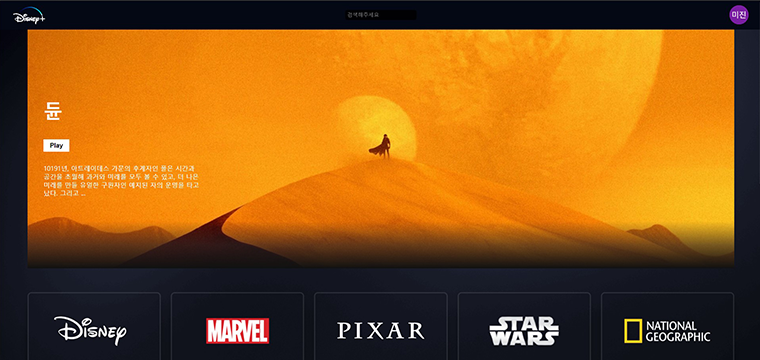 Disney+
검색해주세요
미진
듄
Play
10191년, 아트레이데스 가문의 후계자인 폴은 시간과
공간을 초월해 과거와 미래를 모두 볼 수 있고, 더 나은
미래를 만들 유일한 구원자인 예지된 자의 운명을 타고
났다. 그리고 ...
Disney
MARVEL
PIXAR
STAR
WARS
NATIONAL
GEOGRAPHIC